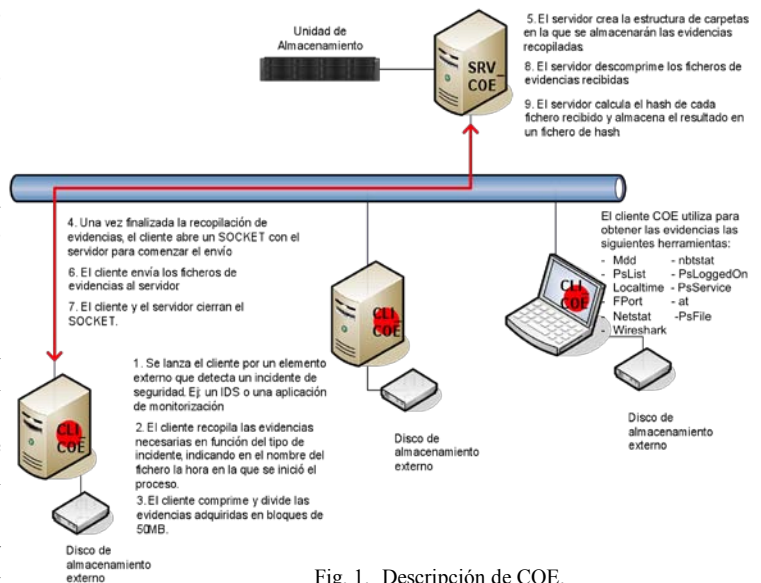 Unidad de
Almacenamiento
SRV_
COE
5. El servidor crea la estructura de carpetas
en la que se almacenarán las evidencias
recopiladas.
8. El servidor descomprime los ficheros de
evidencias recibidas
9. El servidor calcula el hash de cada
fichero recibido y almacena el resultado en
un fichero de hash
4. Una vez finalizada la recopilación de
evidencias, el cliente abre un SOCKET con el
servidor para comenzar el envío
6. El cliente envía los ficheros de
evidencias al servidor
7. El cliente y el servidor cierran el
SOCKET.
El cliente COE utiliza para
obtener las evidencias las
siguientes herramientas:
- Mdd - nbtstat
- PsList - PsLoggedOn
- Localtime - PsService
- FPort - at
- Netstat -PsFile
- Wireshark
CLI_
COE
CLI_
COE
1. Se lanza el cliente por un elemento
externo que detecta un incidente de
seguridad. Ej: un IDS o una aplicación
de monitorización
2. El cliente recopila las evidencias
necesarias en función del tipo de
incidente, indicando en el nombre del
fichero la hora en la que se inició el
proceso.
3. El cliente comprime y divide las
evidencias adquiridas en bloques de
50MB.
CLI_
COE
Disco de
almacenamiento
externo
Disco de
almacenamiento
externo
Disco de
almacenamiento
externo
Fig. 1. Descripción de COE.